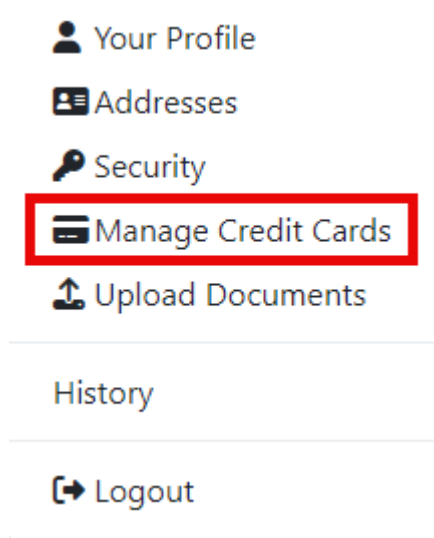 Your Profile
Addresses
Security
Manage Credit Cards
Upload Documents
History
Logout